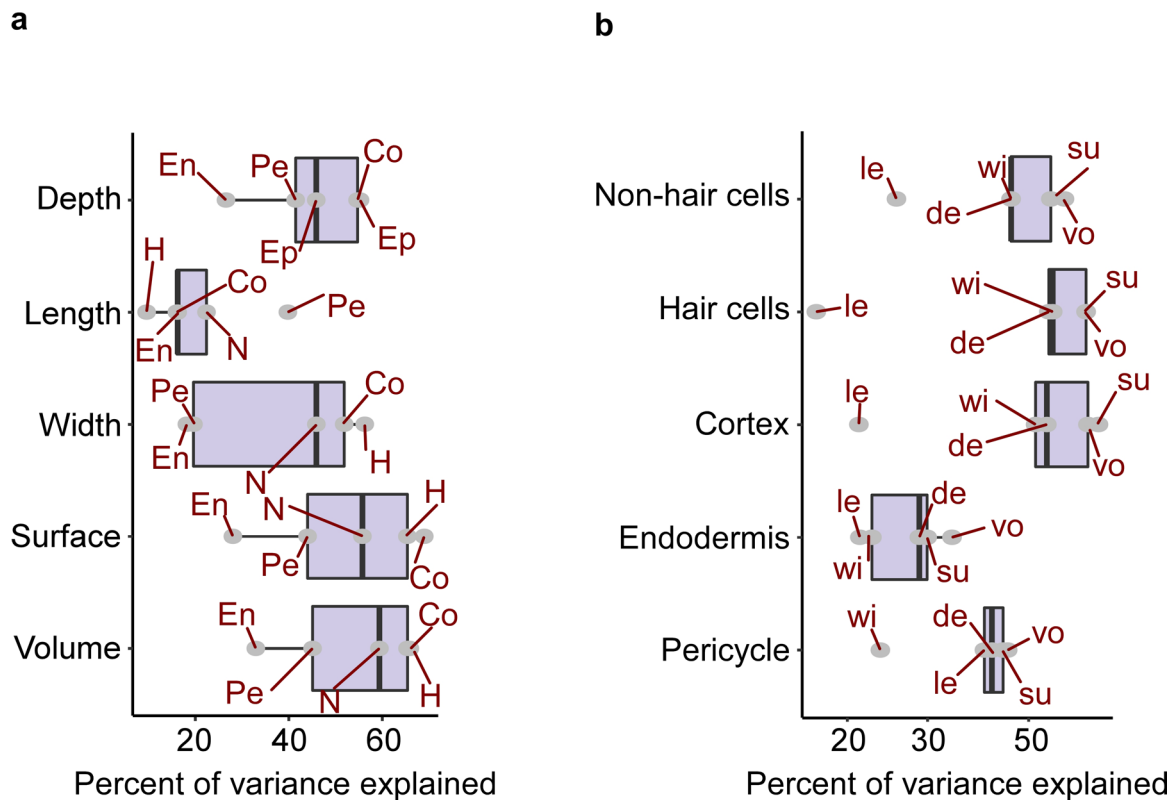 a
b
En
Pe
Co
Depth
Ep
Ep
H
Co
Length
Pe
En
N
Pe
Co
Width
En
N
H
En
N
H
Surface
Pe
Co
En
Co
Volume
Pe
N
H
20 40 60
Percent of variance explained
le
wi
su
Non-hair cells
de
vo
wi
su
Hair cells
le
de
vo
le
wi
su
Cortex
de
vo
le
de
vo
Endermis
wi
su
wi
de
vo
Pericycle
le
su
20 30 50
Percent of variance explained